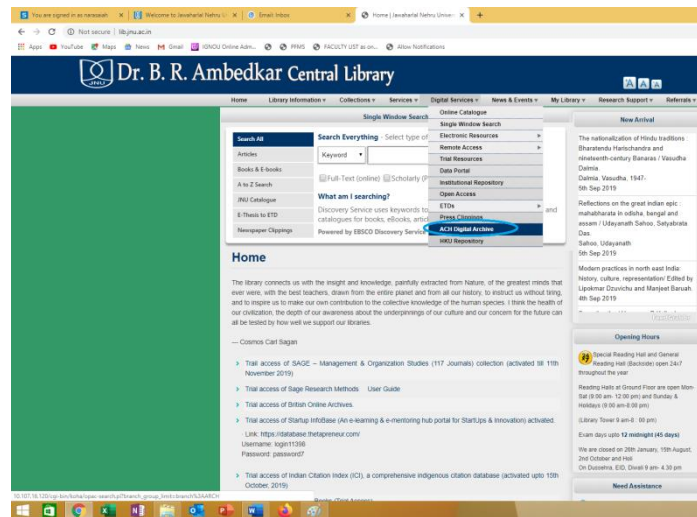 You are signed in as narasaiah
Welcome to Jawaharlal Nehru U
Email: Inbox
Home | Jawaharlal Nehru Univer
Not secure | lib.jnu.ac.in
Apps YouTube Maps News Gmail IGNOU Online Adm... PFMS FACULTY LIST as on... Allow Notifications
JNU
Dr. B. R. Ambedkar Central Library
A A A
Home Library Information Collections Services Digital Services News & Events My Library Research Support Referrals
Single Window Search
Search All
Articles
Books & E-books
A to Z Search
JNU Catalogue
E-Thesis to ETD
Newspaper Clippings
Search Everything - Select type of
Keyword
Full-Text (online) Scholarly (P
What am I searching?
Discovery Service uses keywords to
and
catalogues for books, eBooks, artic
Powered by EBSCO Discovery Service
Online Catalogue
Single Window Search
Electronic Resources
Remote Access
Trial Resources
Data Portal
Institutional Repository
Open Access
ETDs
Press Clippings
ACH Digital Archive
HKU Repository
New Arrival
The nationalization of Hindu traditions :
Bharatendu Harischandra and
nineteenth-century Banaras / Vasudha
Dalmia.
Dalmia, Vasudha, 1947-
5th Sep 2019
Reflections on the great indian epic :
mahabharata in odisha, bengal and
assam / Udayanath Sahoo, Satyabrata
Das.
Sahoo, Udayanath
5th Sep 2019
Modern practices in north east India:
history, culture, representation/ Edited by
Lipokmar Dzuvichu and Manjeet Baruah.
4th Sep 2019
Home
The library connects us with the insight and knowledge, painfully extracted from Nature, of the greatest minds that
ever were, with the best teachers, drawn from the entire planet and from all our history, to instruct us without tiring,
and to inspire us to make our own contribution to the collective knowledge of the human species. I think the health of
our civilization, the depth of our awareness about the underpinnings of our culture and our concern for the future can
all be tested by how well we support our libraries.
— Cosmos Carl Sagan
Trail access of SAGE – Management & Organization Studies (117 Journals) collection (activated till 11th
November 2019)
Trial access of Sage Research Methods User Guide
Trial access of British Online Archives.
Trial access of Startup InfoBase (An e-learning & e-mentoring hub portal for StartUps & Innovation) activated.
Link: https://database.thetapreneur.com/
Username: login11398
Password: password7
Trial access of Indian Citation Index (ICI), a comprehensive indigenous citation database (activated upto 15th
October, 2019)
Opening Hours
Special Reading Hall and General
Reading Hall (Backside) open 24x7
throughout the year
Reading Halls at Ground Floor are open Mon-
Sat (9:00 am- 12:00 pm) and Sunday &
Holidays (9:00 am-8:00 pm)
(Library Tower 9 am-8 : 00 pm)
Exam days upto 12 midnight (45 days)
We are closed on 26th January, 15th August,
2nd October and Holi
On Dussehra, EID, Diwali 9 am- 4.30 pm
Need Assistance